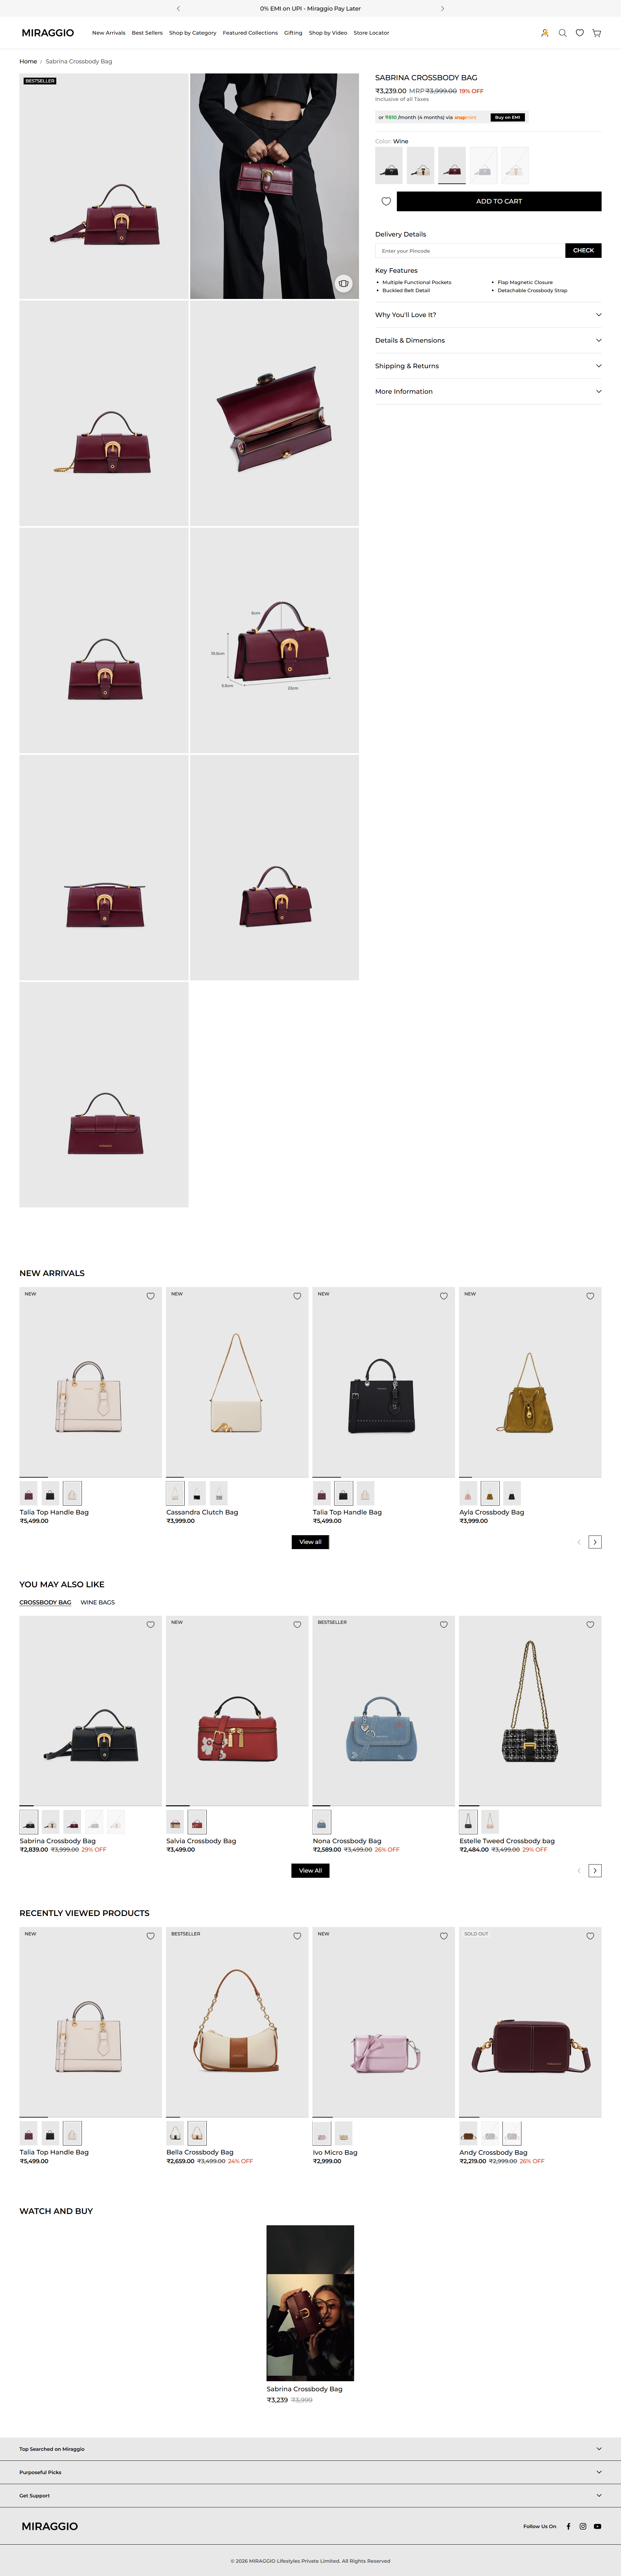 0% EMI on UPI - Miraggio Pay Later
MIRAGGIO
New Arrivals Best Sellers Shop by Category Featured Collections Gifting Shop by Video Store Locator
Home / Sabrina Crossbody Bag
BESTSELLER
SABRINA CROSSBODY BAG
₹3,239.00 MRP ₹3,999.00 19% OFF
Inclusive of all Taxes
or ₹810 /month (4 months) via snapmint
Buy on EMI
Color: Wine
ADD TO CART
Delivery Details
Enter your Pincode
CHECK
Key Features
Multiple Functional Pockets
Flap Magnetic Closure
Buckled Belt Detail
Detachable Crossbody Strap
Why You'll Love It?
Details & Dimensions
Shipping & Returns
More Information
NEW ARRIVALS
NEW
NEW
NEW
NEW
Talia Top Handle Bag
₹5,499.00
Cassandra Clutch Bag
₹3,999.00
Talia Top Handle Bag
₹5,499.00
Ayla Crossbody Bag
₹3,999.00
View all
YOU MAY ALSO LIKE
CROSSBODY BAG WINE BAGS
NEW
BESTSELLER
Sabrina Crossbody Bag
₹2,839.00 ₹3,999.00 29% OFF
Salvia Crossbody Bag
₹3,499.00
Nona Crossbody Bag
₹2,589.00 ₹3,499.00 26% OFF
Estelle Tweed Crossbody bag
₹2,484.00 ₹3,499.00 29% OFF
View All
RECENTLY VIEWED PRODUCTS
NEW
BESTSELLER
NEW
SOLD OUT
Talia Top Handle Bag
₹5,499.00
Bella Crossbody Bag
₹2,659.00 ₹3,499.00 24% OFF
Ivo Micro Bag
₹2,999.00
Andy Crossbody Bag
₹2,219.00 ₹2,999.00 26% OFF
WATCH AND BUY
Sabrina Crossbody Bag
₹3,239 ₹3,999
Top Searched on Miraggio
Purposeful Picks
Get Support
MIRAGGIO
Follow Us On
© 2026 MIRAGGIO Lifestyles Private Limited. All Rights Reserved